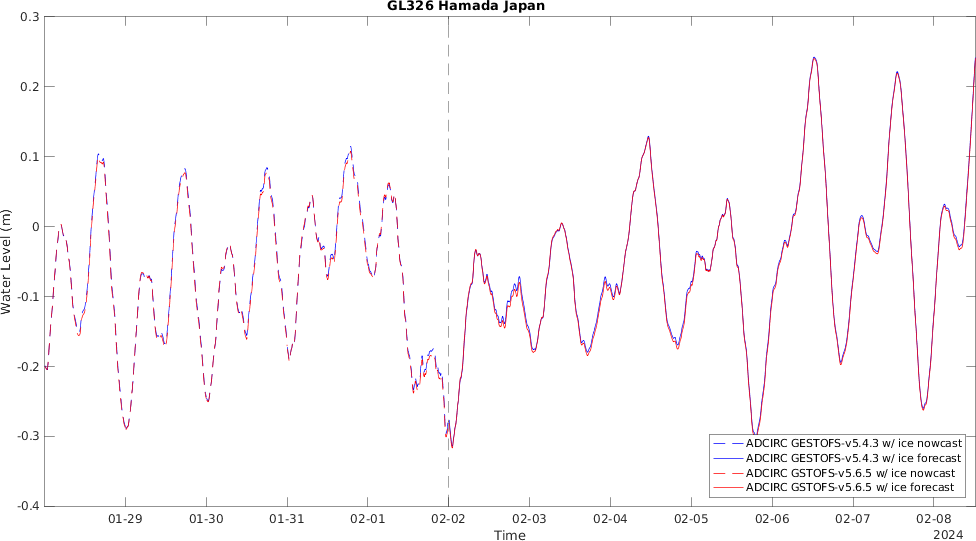 GL326 Hamada Japan
0.3
0.2
0.1
0
-0.1
-0.2
-0.3
-0.4
Water Level (m)
ADCIRC GESTOFS-v5.4.3 w/ ice nowcast
ADCIRC GESTOFS-v5.4.3 w/ ice forecast
ADCIRC GSTOFS-v5.6.5 w/ ice nowcast
ADCIRC GSTOFS-v5.6.5 w/ ice forecast
01-29 01-30 01-31 02-01 02-02 02-03 02-04 02-05 02-06 02-07 02-08
2024
Time